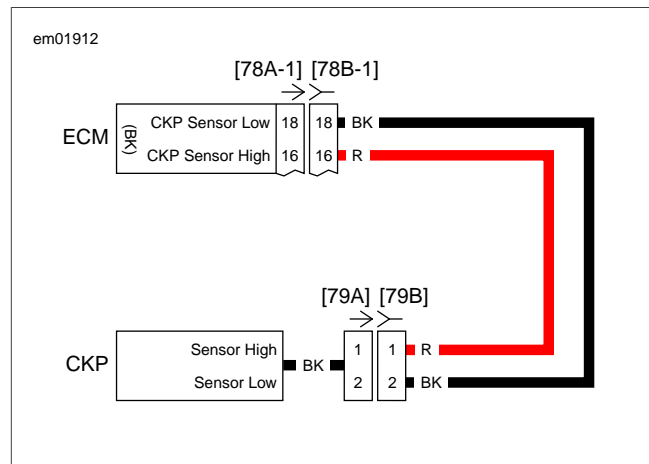 em01912
[78A-1] [78B-1]
ECM (BK) CKP Sensor Low 18 18 BK
CKP Sensor High 16 16 R
[79A] [79B]
CKP Sensor High 1 1 R
BK
Sensor Low 2 2 BK